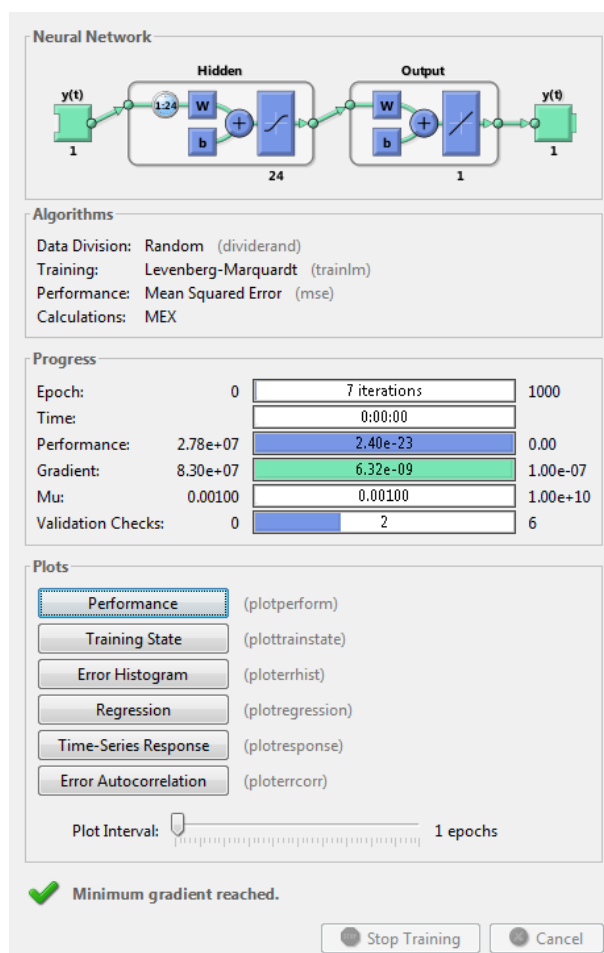 Neural Network
Hidden
Output
y(t)
1:24
W
b
24
W
b
1
y(t)
1
1
Algorithms
Data Division: Random (dividerand)
Training: Levenberg-Marquardt (trainlm)
Performance: Mean Squared Error (mse)
Calculations: MEX
Progress
Epoch: 0 7 iterations 1000
Time: 0:00:00
Performance: 2.78e+07 2.40e-23 0.00
Gradient: 8.30e+07 6.32e-09 1.00e-07
Mu: 0.00100 0.00100 1.00e+10
Validation Checks: 0 2 6
Plots
Performance (plotperform)
Training State (plottrainstate)
Error Histogram (ploterrhist)
Regression (plotregression)
Time-Series Response (plotresponse)
Error Autocorrelation (ploterrcorr)
Plot Interval: 1 epochs
Minimum gradient reached.
Stop Training Cancel